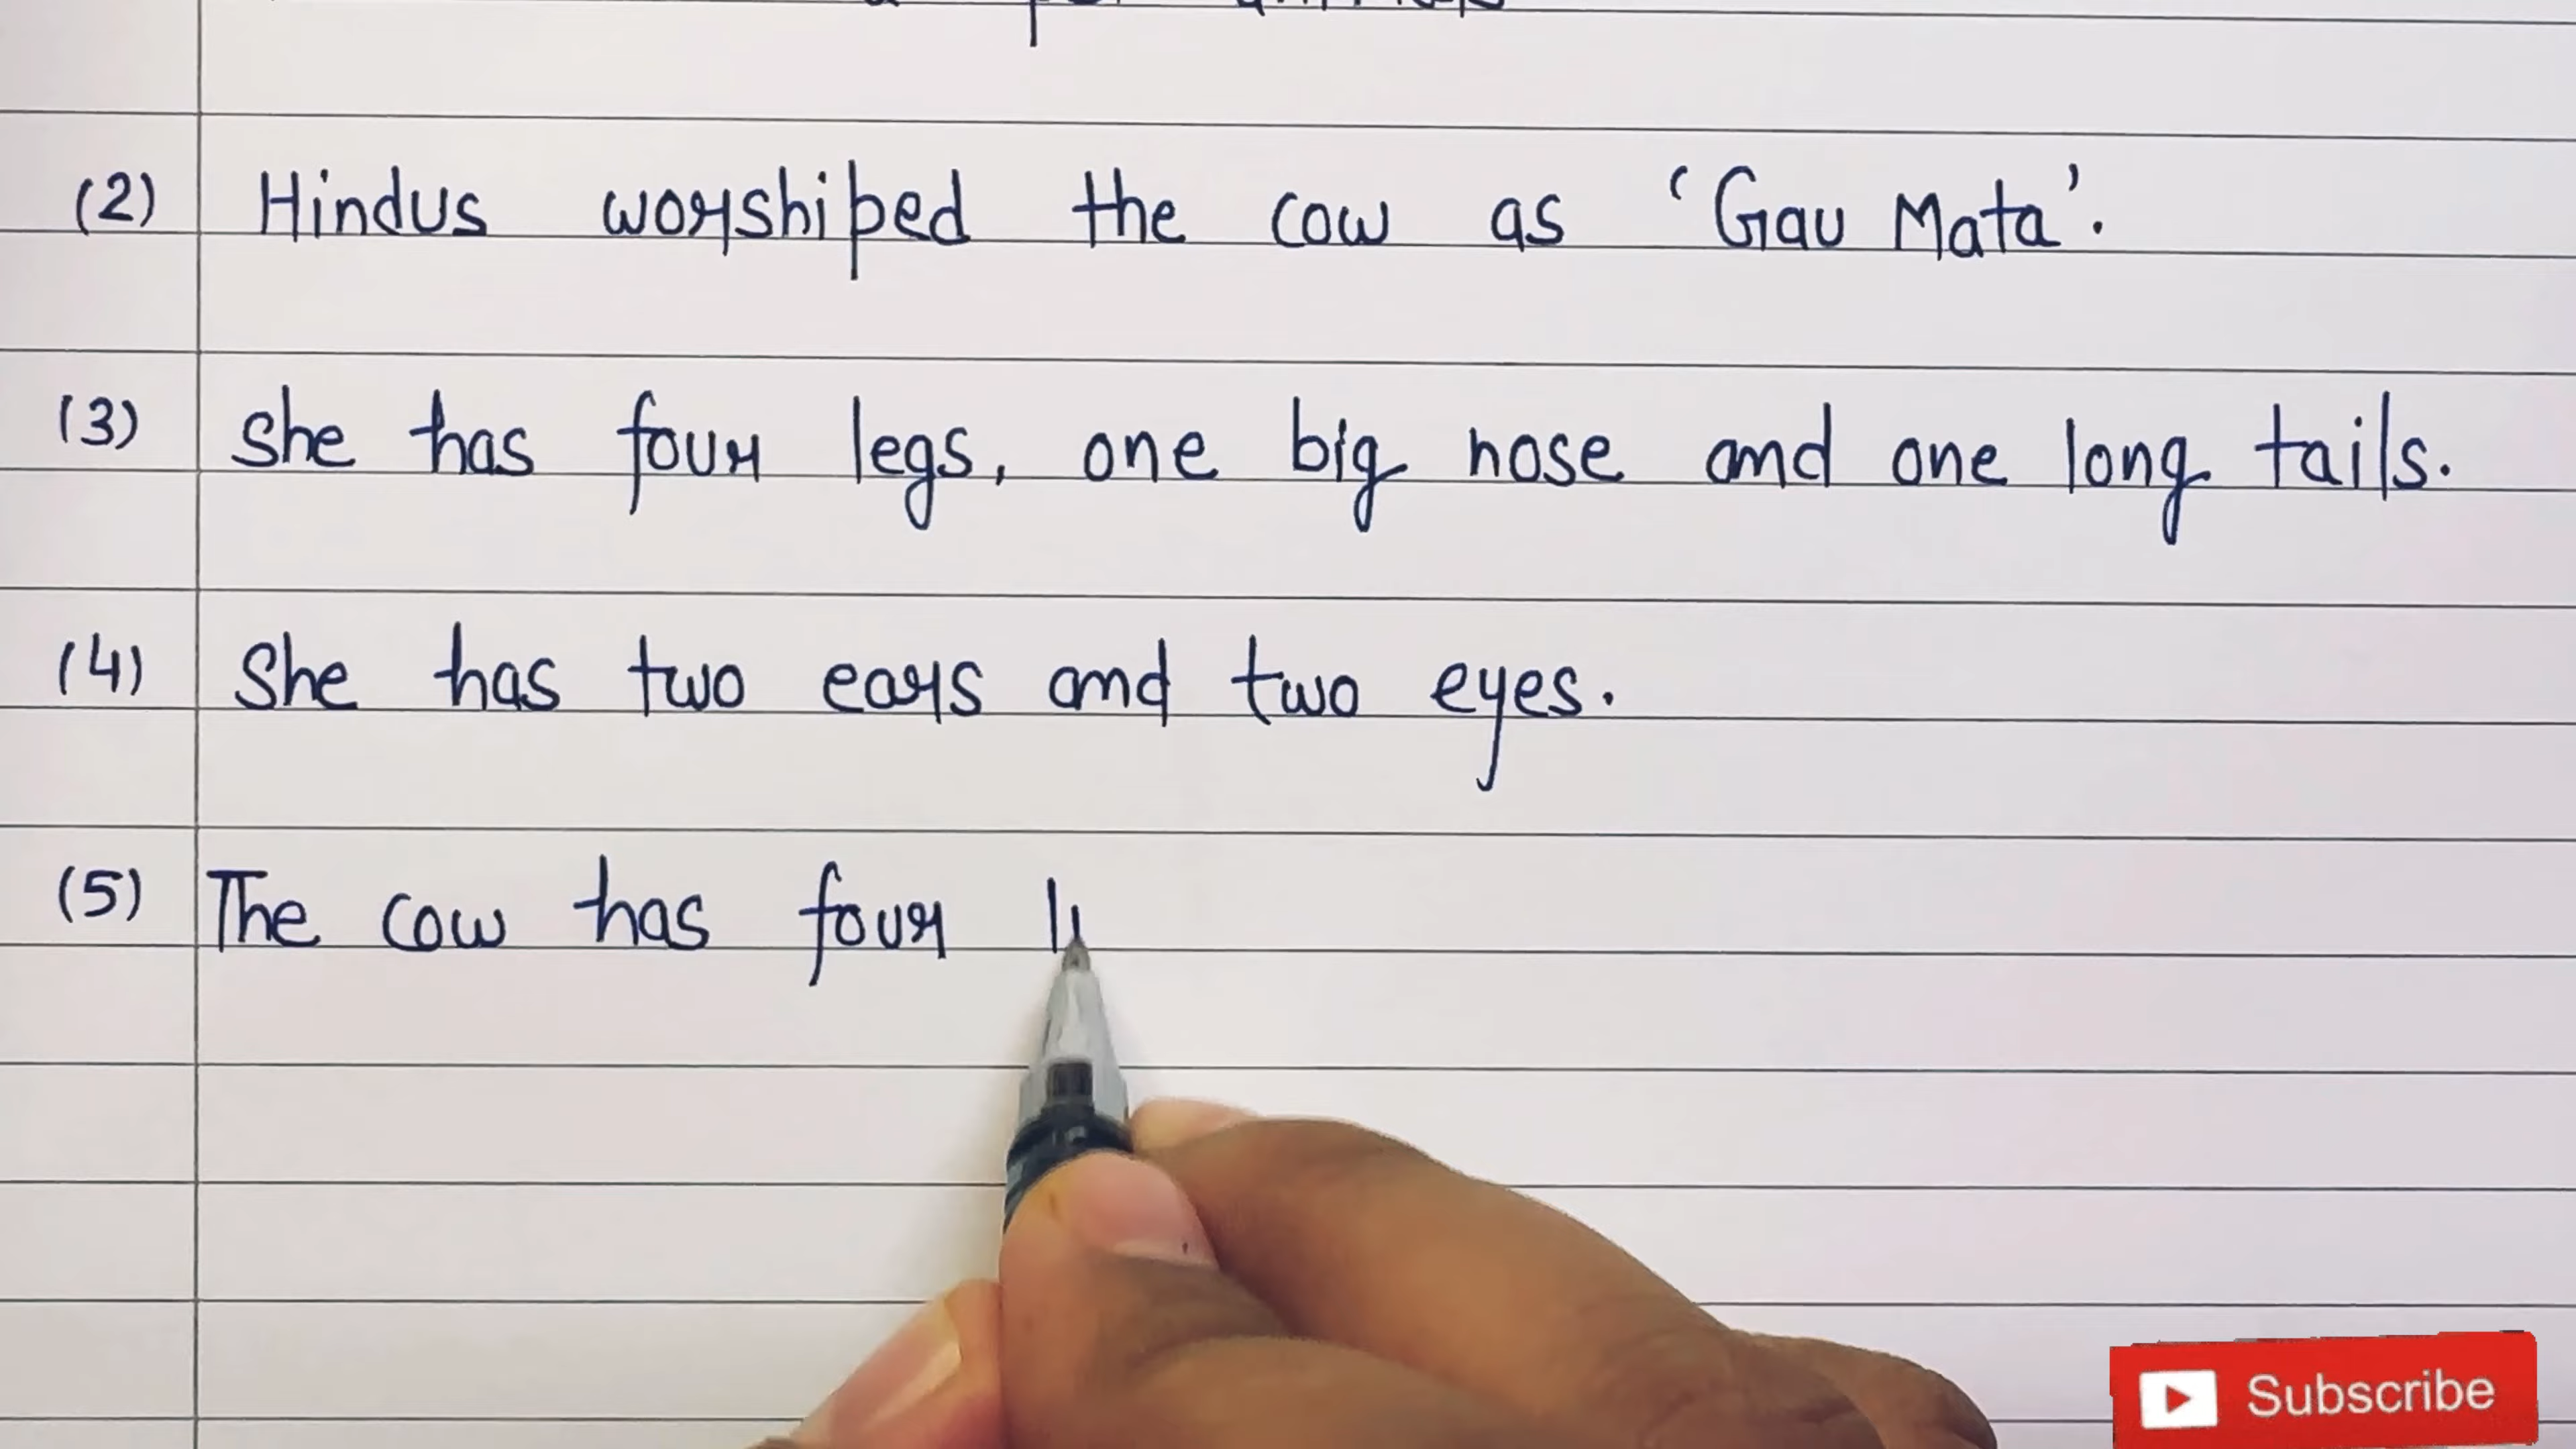 (2) Hindus worshiped the cow as 'Gau Mata'.
(3) She has four legs, one big nose and one long tails.
(4) She has two ears and two eyes.
(5) The cow has four
Subscribe